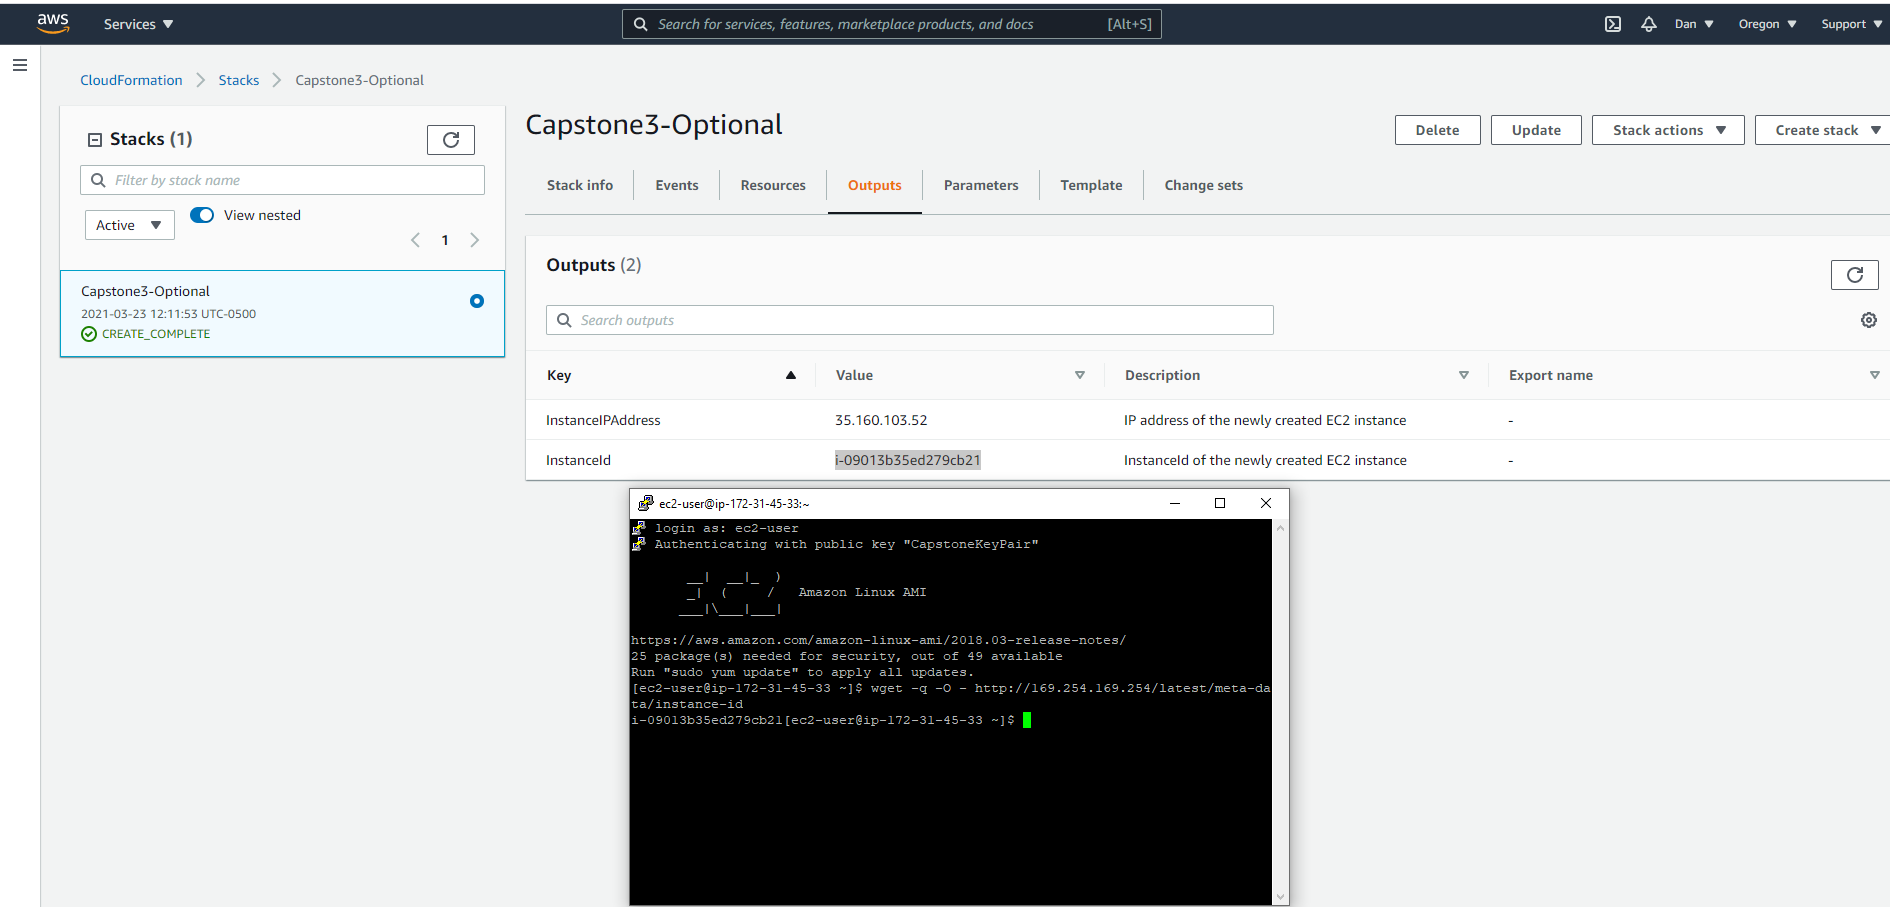 aws Services Search for services, features, marketplace products, and docs [Alt+S] Dan Oregon Support
CloudFormation Stacks Capstone3-Optional
Stacks (1)
Filter by stack name
Active View nested
1
Capstone3-Optional
2021-03-23 12:11:53 UTC-0500
CREATE_COMPLETE
Capstone3-Optional
Delete Update Stack actions Create stack
Stack info Events Resources Outputs Parameters Template Change sets
Outputs (2)
Search outputs
Key Value Description Export name
InstanceIPAddress 35.160.103.52 IP address of the newly created EC2 instance -
InstanceId i-09013b35ed279cb21 InstanceId of the newly created EC2 instance -
ec2-user@ip-172-31-45-33:~
login as: ec2-user
Authenticating with public key "CapstoneKeyPair"
__|  __|_  )
_|  (     /   Amazon Linux AMI
___|\___|___|
https://aws.amazon.com/amazon-linux-ami/2018.03-release-notes/
25 package(s) needed for security, out of 49 available
Run "sudo yum update" to apply all updates.
[ec2-user@ip-172-31-45-33 ~]$ wget -q -O - http://169.254.169.254/latest/meta-da
ta/instance-id
i-09013b35ed279cb21[ec2-user@ip-172-31-45-33 ~]$